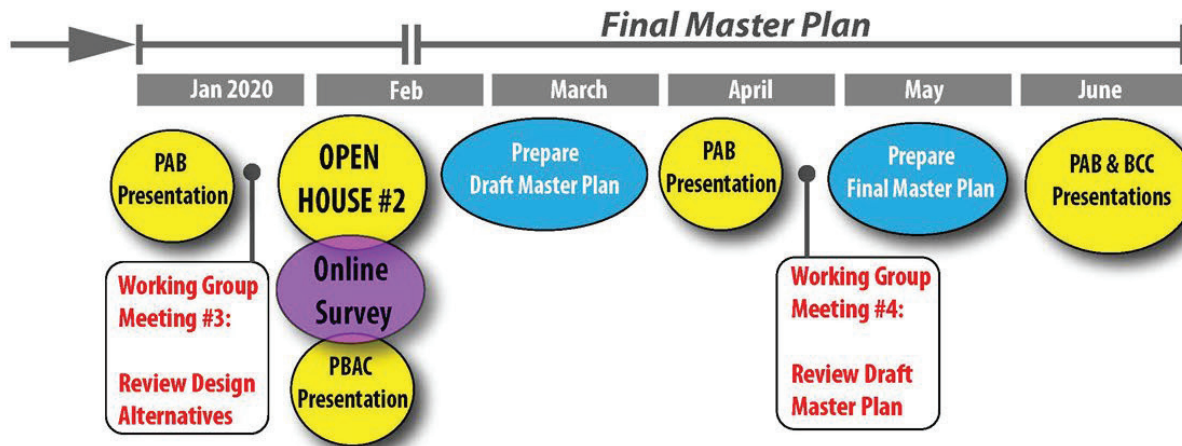 Final Master Plan
Jan 2020
Feb
March
April
May
June
PAB
Presentation
OPEN
HOUSE #2
Prepare
Draft Master Plan
PAB
Presentation
Prepare
Final Master Plan
PAB & BCC
Presentations
Working Group
Meeting #3:
Review Design
Alternatives
Online
Survey
PBAC
Presentation
Working Group
Meeting #4:
Review Draft
Master Plan